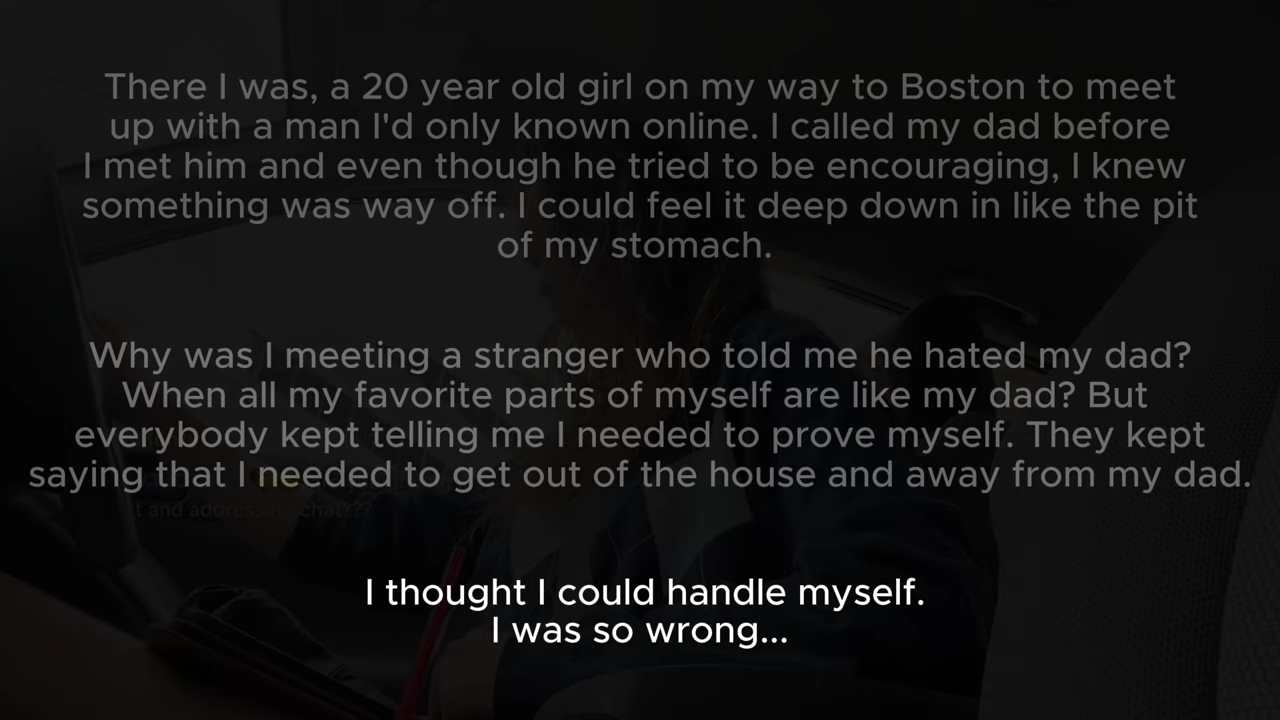 There I was, a 20 year old girl on my way to Boston to meet
up with a man I'd only known online. I called my dad before
I met him and even though he tried to be encouraging, I knew
something was way off. I could feel it deep down in like the pit
of my stomach.
Why was I meeting a stranger who told me he hated my dad?
When all my favorite parts of myself are like my dad? But
everybody kept telling me I needed to prove myself. They kept
saying that I needed to get out of the house and away from my dad.
t and addressing chat???
I thought I could handle myself.
I was so wrong...